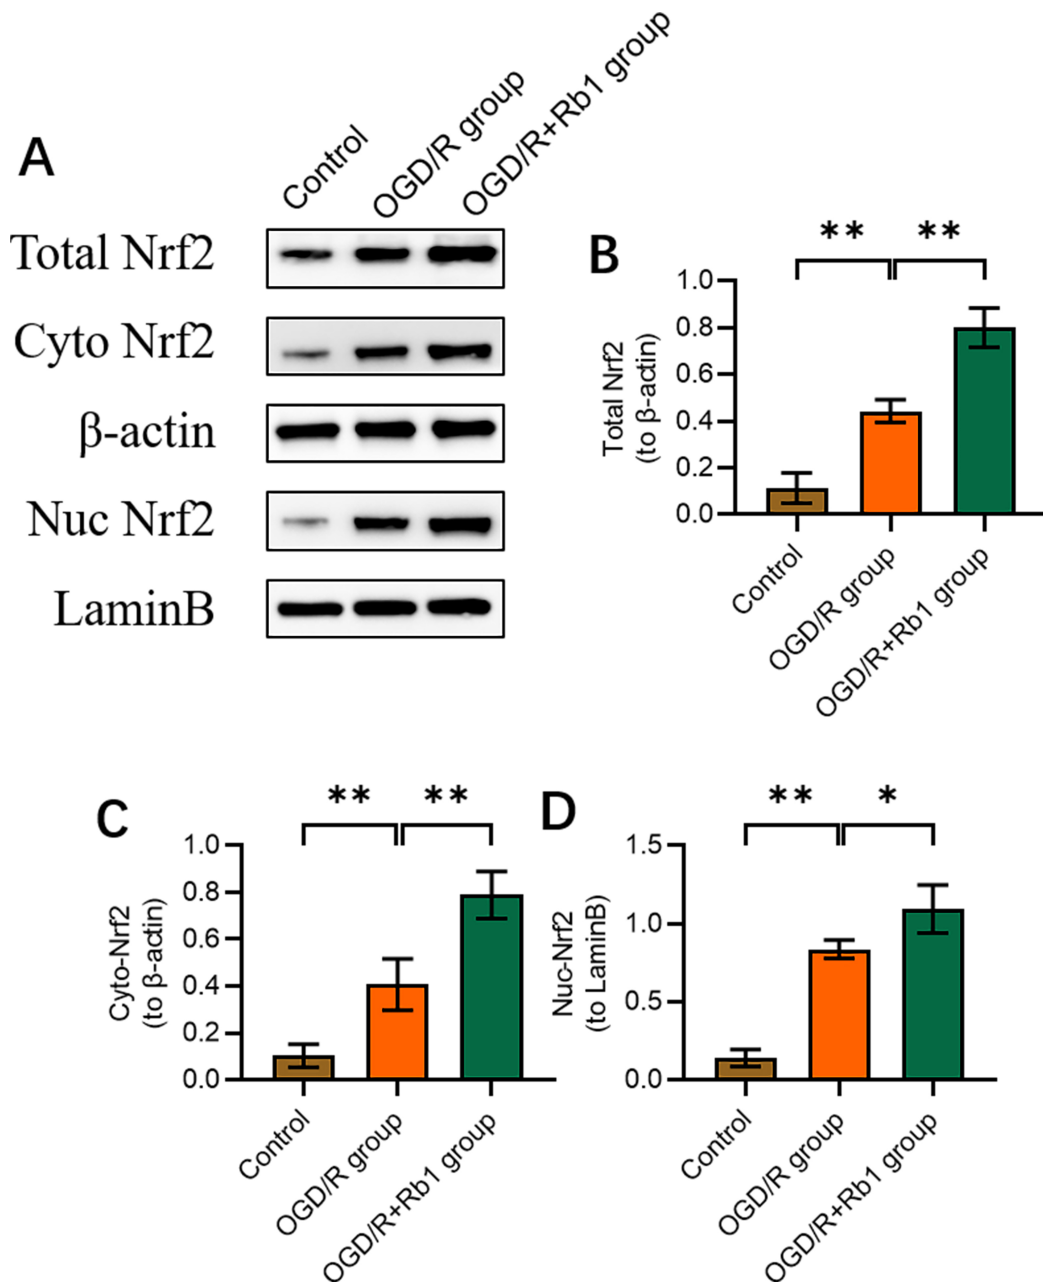 A
Control
OGD/R group
OGD/R+Rb1 group
Total Nrf2
Cyto Nrf2
β-actin
Nuc Nrf2
LaminB
B
** **
Total Nrf2
(to β-actin)
1.0
0.8
0.6
0.4
0.2
0.0
Control
OGD/R group
OGD/R+Rb1 group
C
** **
Cyto-Nrf2
(to β-actin)
1.0
0.8
0.6
0.4
0.2
0.0
Control
OGD/R group
OGD/R+Rb1 group
D
** *
Nuc-Nrf2
(to LaminB)
1.5
1.0
0.5
0.0
Control
OGD/R group
OGD/R+Rb1 group